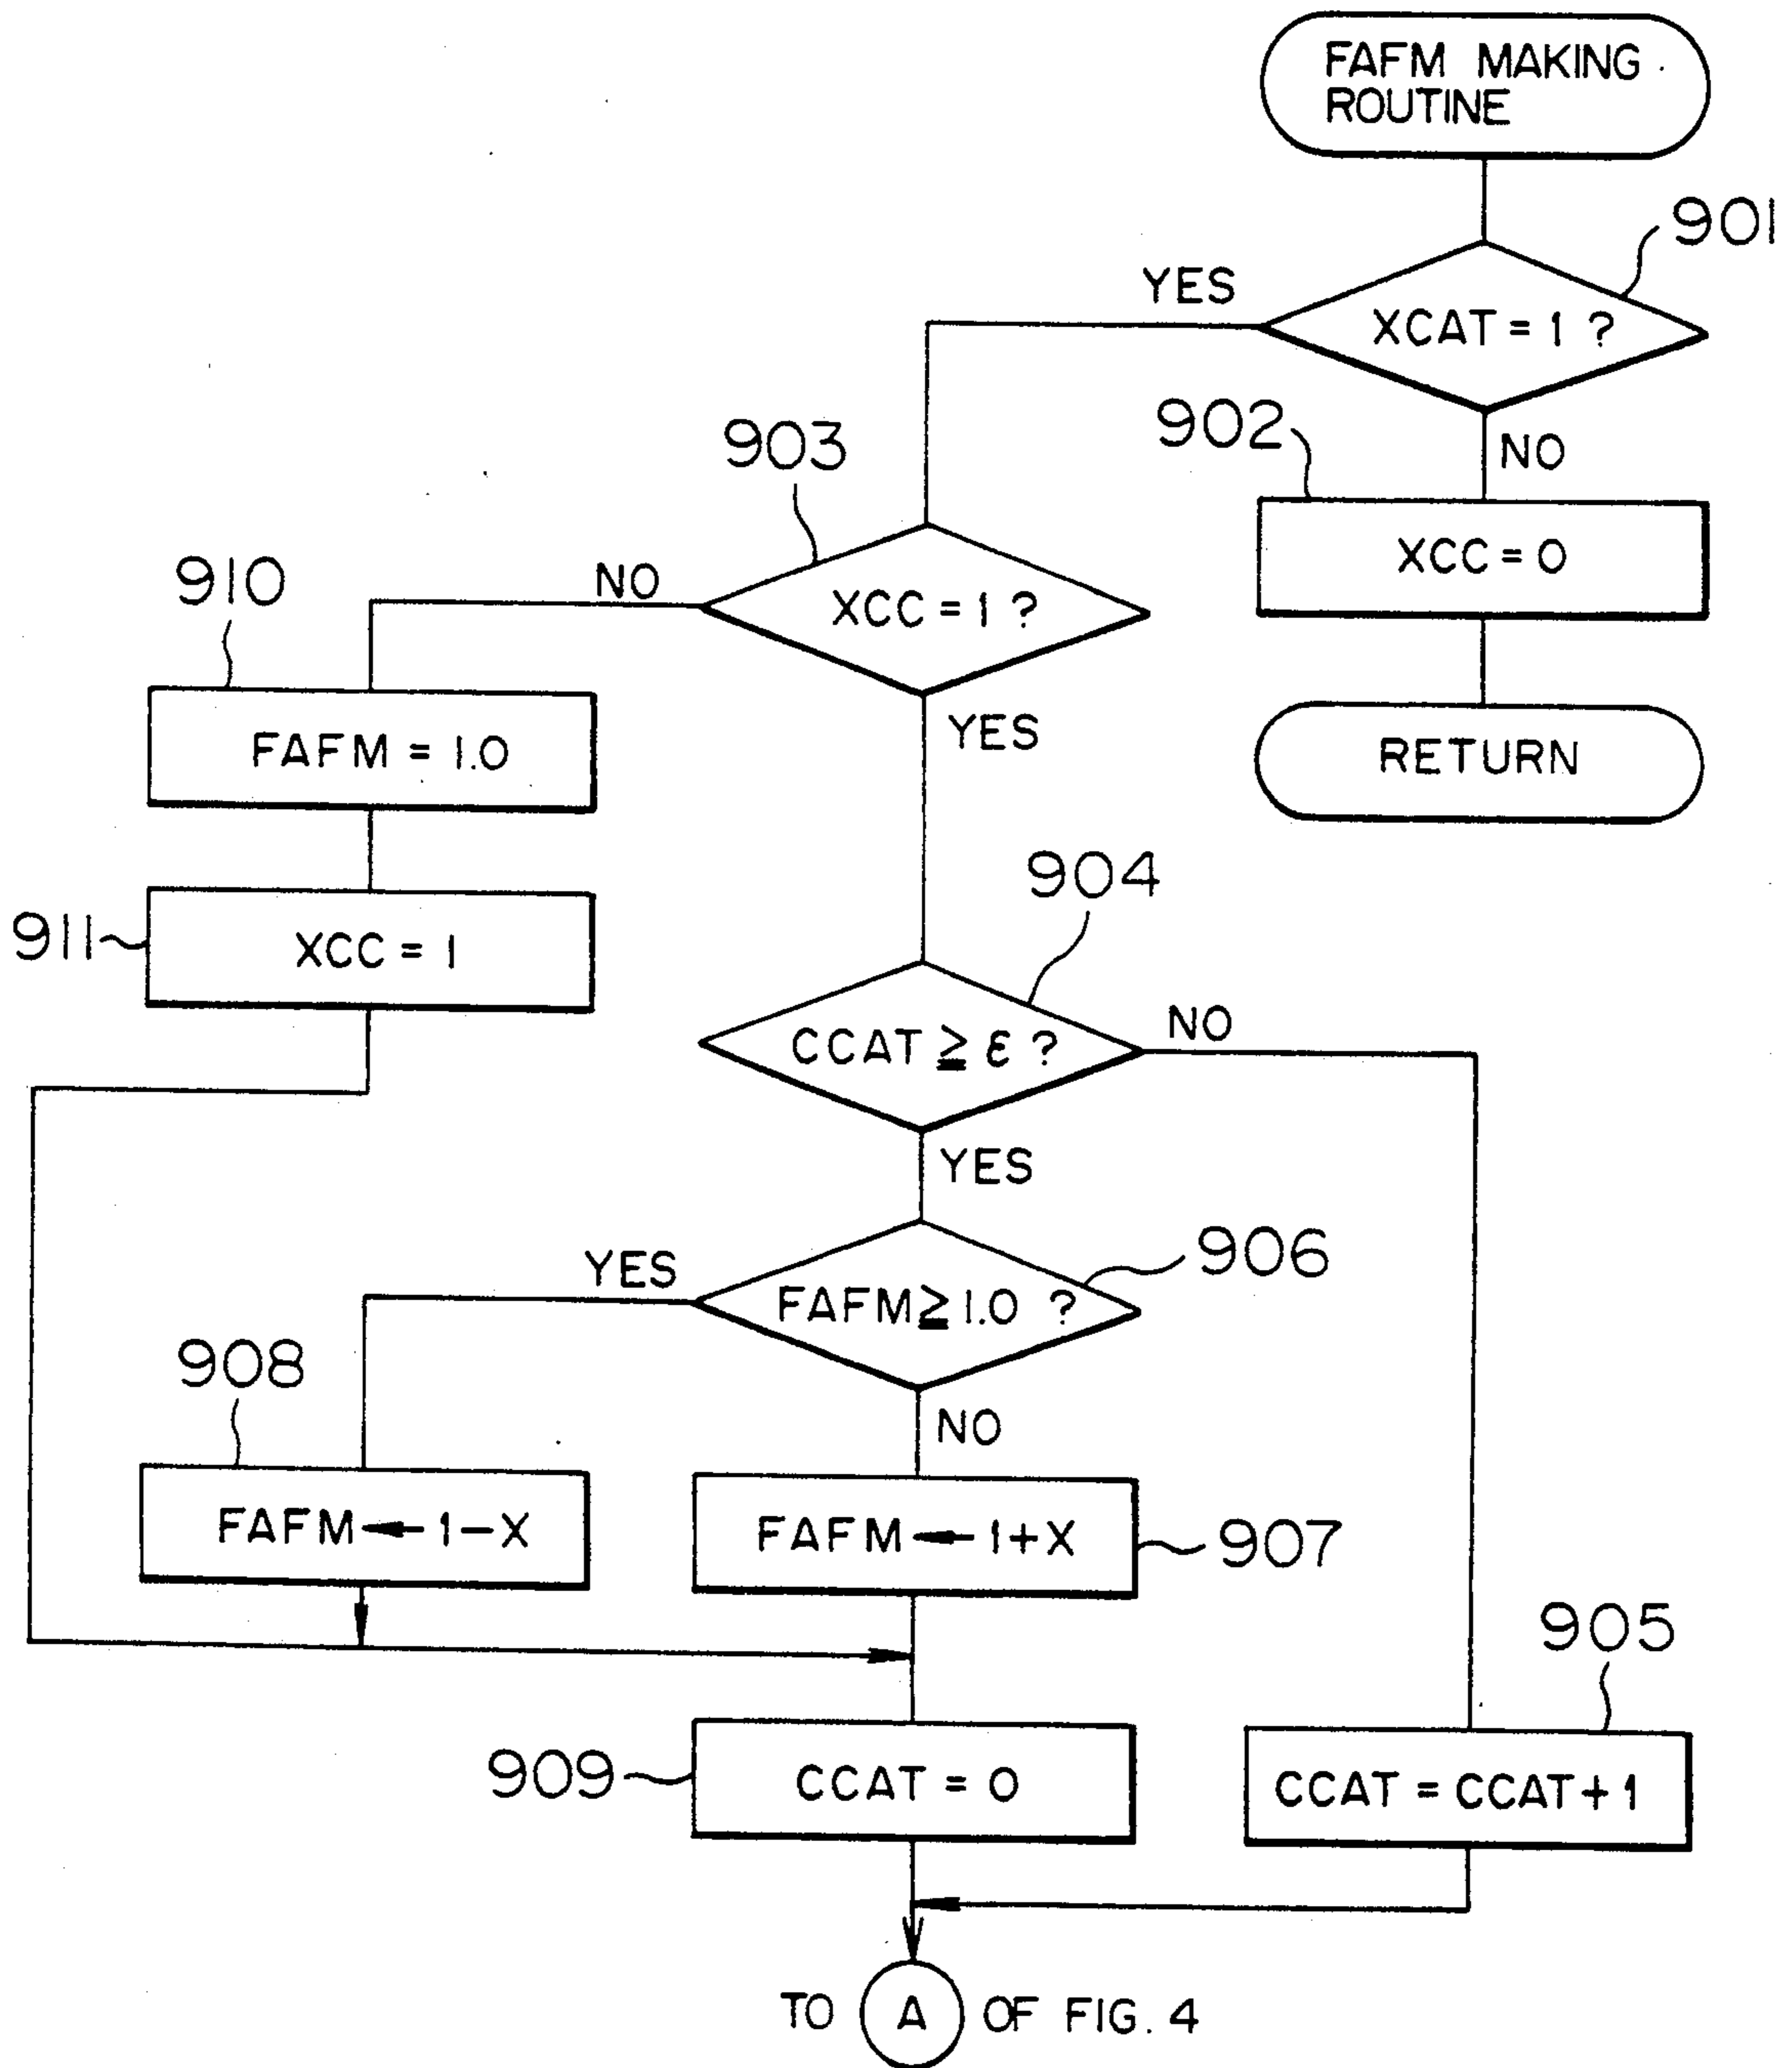 FAFM MAKING
ROUTINE
901
YES
XCAT = 1 ?
903
902
NO
XCC = 0
910
NO
XCC = 1 ?
FAFM = 1.0
YES
RETURN
904
911
XCC = 1
CCAT ≧ ε ?
NO
YES
906
YES
FAFM ≧ 1.0 ?
908
NO
FAFM ← 1 – X
FAFM ← 1 + X
907
905
909
CCAT = 0
CCAT = CCAT + 1
TO A OF FIG. 4